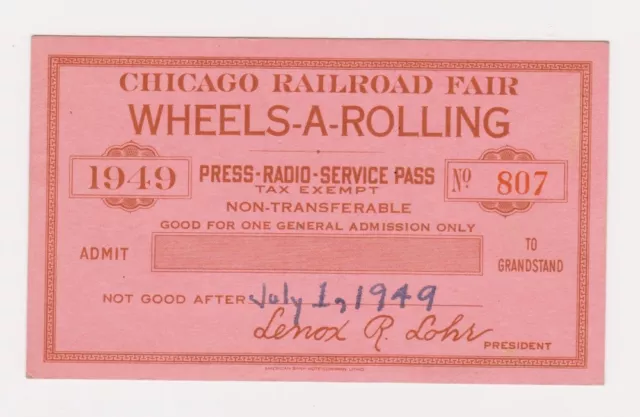 CHICAGO RAILROAD FAIR
WHEELS-A-ROLLING
1949
PRESS-RADIO-SERVICE PASS
No 807
TAX EXEMPT
NON-TRANSFERABLE
GOOD FOR ONE GENERAL ADMISSION ONLY
ADMIT
TO
GRANDSTAND
NOT GOOD AFTER July 1, 1949
Lenox R. Lohr
PRESIDENT